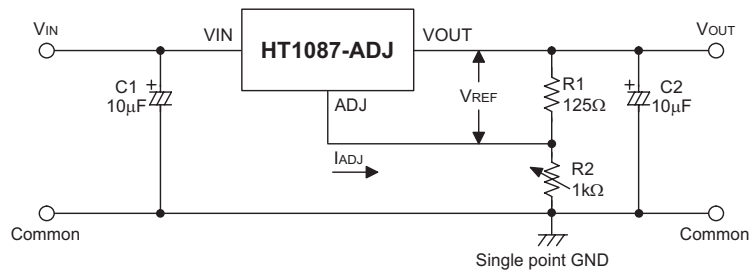 VIN
VIN
HT1087-ADJ
VOUT
VOUT
C1
10µF
+
ADJ
VREF
R1
125Ω
+
C2
10µF
IADJ
R2
1kΩ
Common
Common
Single point GND